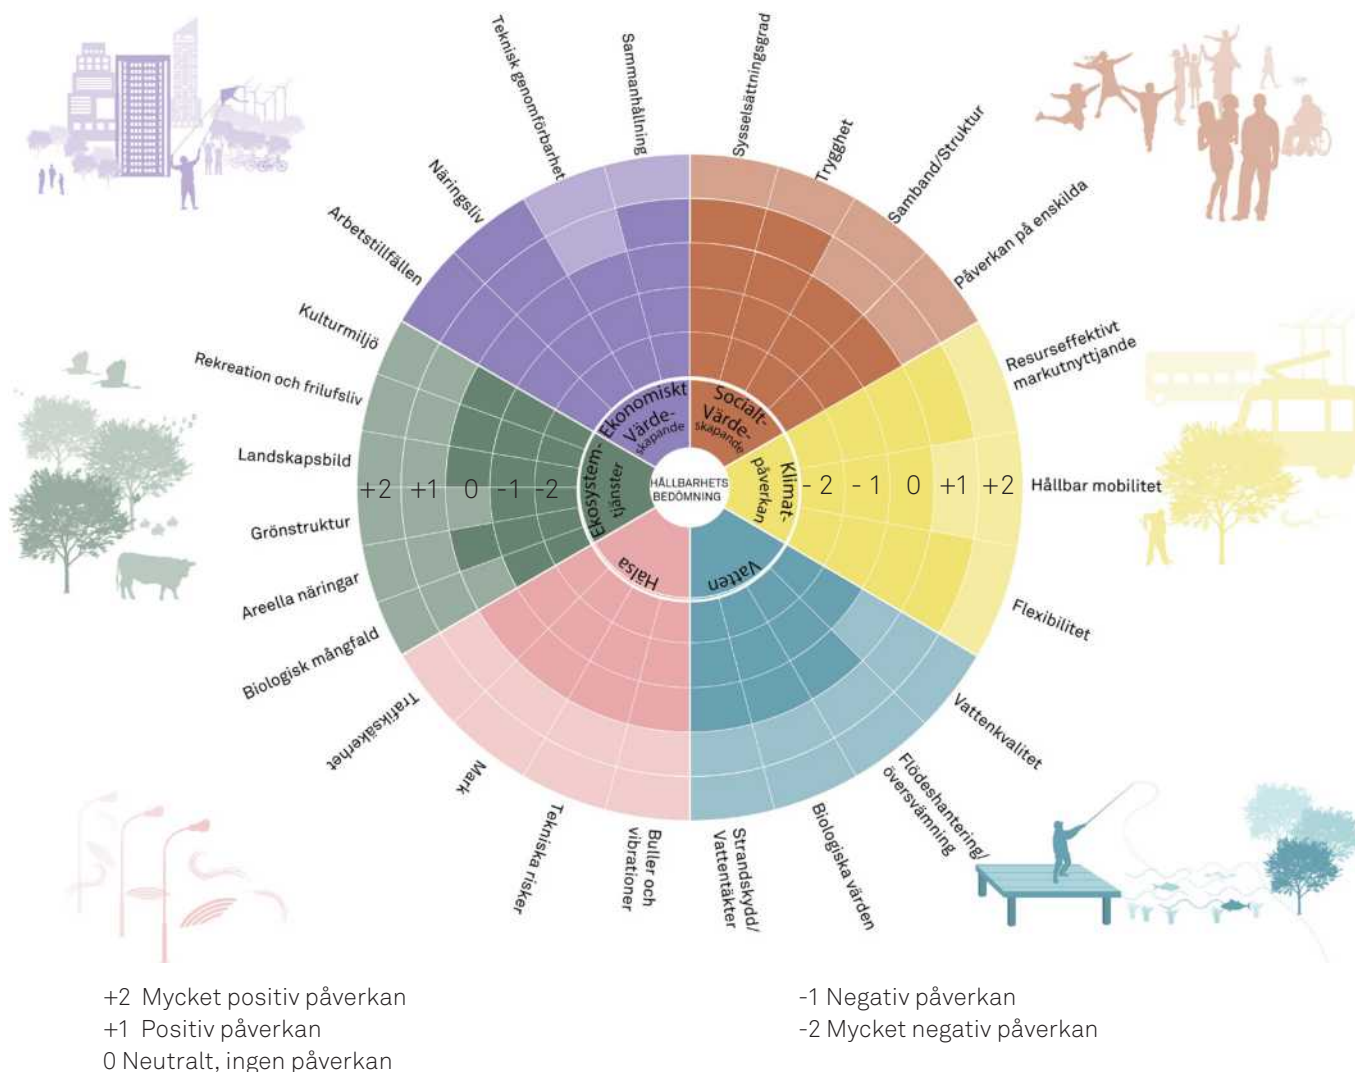 Teknisk genomförbarhet
Sammanhållning
Sysselsättningsgrad
Trygghet
Samband/Struktur
Påverkan på enskilda
Näringsliv
Arbetstillfällen
Kulturmiljö
Rekreation och friluftsliv
Landskapsbild
Grönstruktur
Areella näringar
Biologisk mångfald
Resurseffektivt
markutnyttjande
Hållbar mobilitet
Flexibilitet
Ekonomiskt
Värde-
skapande
Socialt-
Värde-
skapande
Ekosystem-
tjänster
HÅLLBARHETS
BEDÖMNING
Klimat-
påverkan
Hälsa
Vatten
+2 +1 0 -1 -2
- 2 - 1 0 +1 +2
Trafiksäkerhet
Mark
Tekniska risker
Buller och
vibrationer
Strandskydd/
Vattentäkter
Biologiska värden
Flödeshantering/
översvämning
Vattenkvalitet
+2 Mycket positiv påverkan
+1 Positiv påverkan
0 Neutralt, ingen påverkan
-1 Negativ påverkan
-2 Mycket negativ påverkan